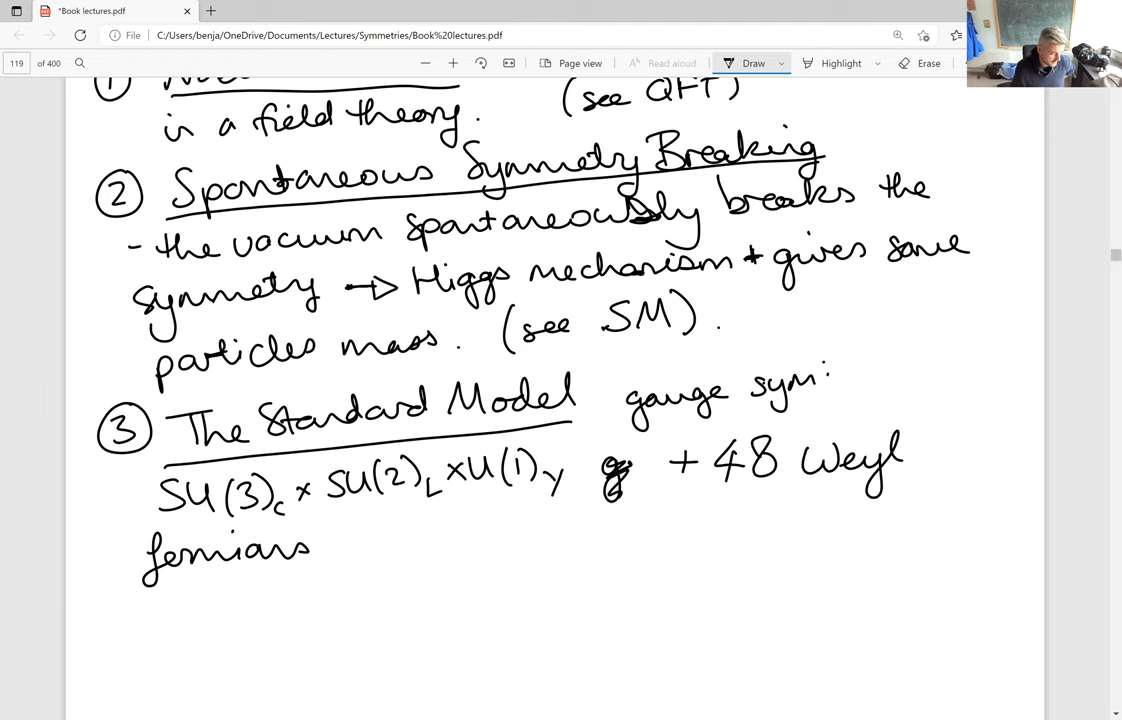 *Book lectures.pdf
File C:/Users/benja/OneDrive/Documents/Lectures/Symmetries/Book%20lectures.pdf
119 of 400 Page view Read aloud Draw Highlight Erase
①
in a field theory. (see QFT)
② Spontaneous Symmetry Breaking
- the vacuum spontaneously breaks the
symmetry → Higgs mechanism + gives some
particles mass. (see SM).
③ The Standard Model gauge sym:
SU(3)c × SU(2)L × U(1)Y + 48 Weyl
fermions